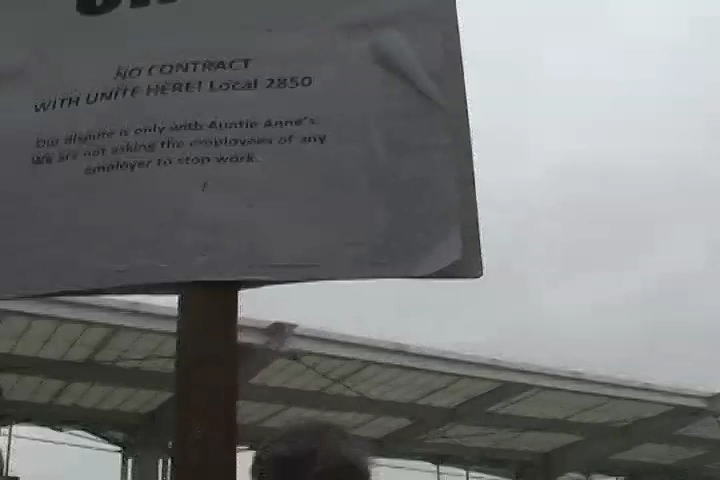 NO CONTRACT
WITH UNITE HERE! Local 2850
Our dispute is only with Auntie Anne's.
We are not asking the employees of any
employer to stop work.